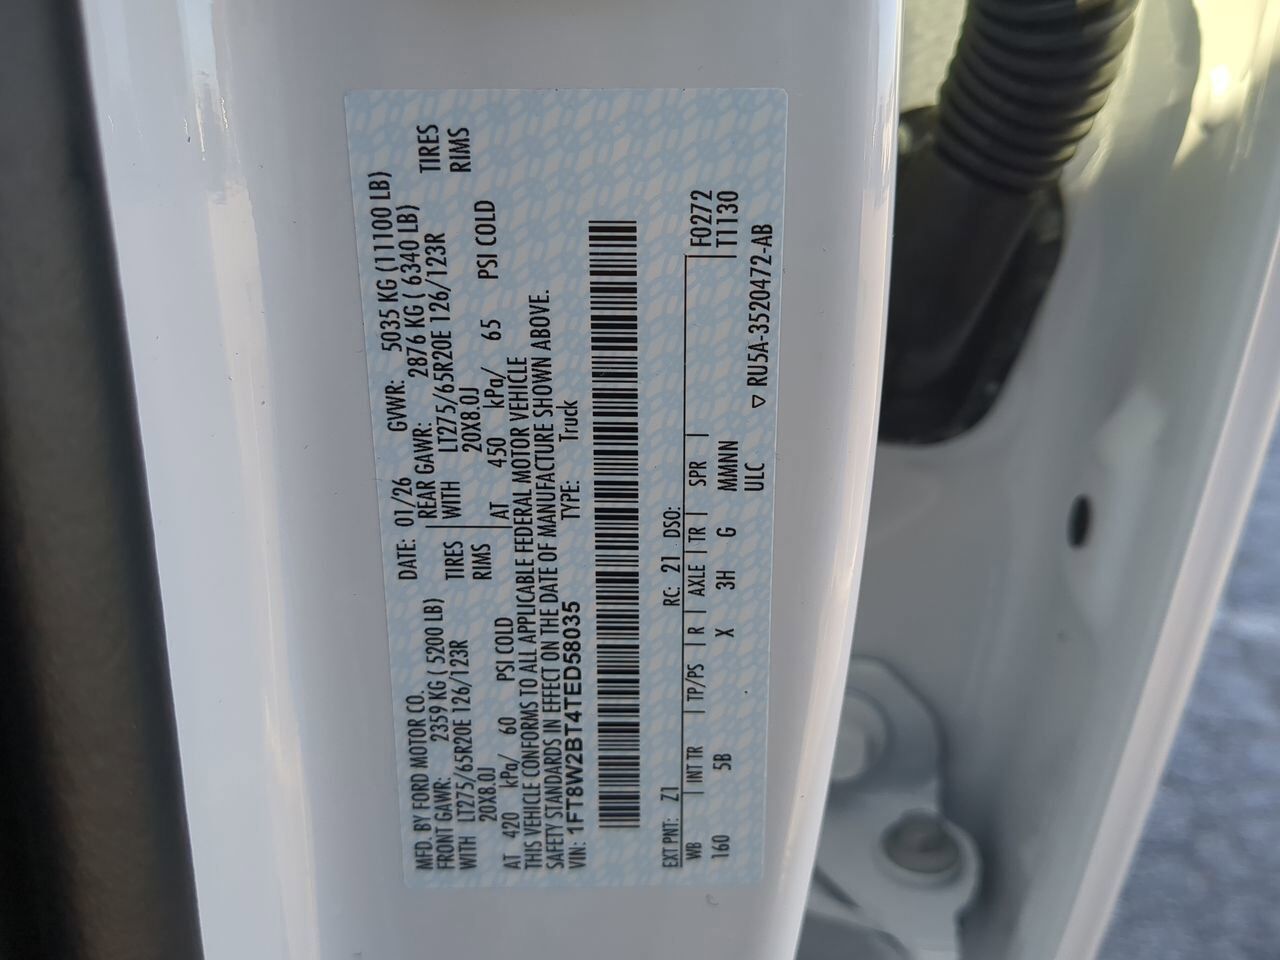 MFD. BY FORD MOTOR CO.
DATE: 01/26 GVWR: 5035 KG (11100 LB)
FRONT GAWR: 2359 KG ( 5200 LB) REAR GAWR: 2876 KG ( 6340 LB)
WITH LT275/65R20E 126/123R TIRES WITH LT275/65R20E 126/123R TIRES
20X8.0J RIMS 20X8.0J RIMS
AT 420 kPa/ 60 PSI COLD AT 450 kPa/ 65 PSI COLD
THIS VEHICLE CONFORMS TO ALL APPLICABLE FEDERAL MOTOR VEHICLE
SAFETY STANDARDS IN EFFECT ON THE DATE OF MANUFACTURE SHOWN ABOVE.
VIN: 1FT8W2BT4TED58035 TYPE: Truck
EXT PNT: Z1 RC: 21 DSO:
WB | INT TR | TP/PS | R | AXLE | TR | SPR | F0272
160 5B X 3H G MMNN T1130
ULC ▽ RU5A-3520472-AB